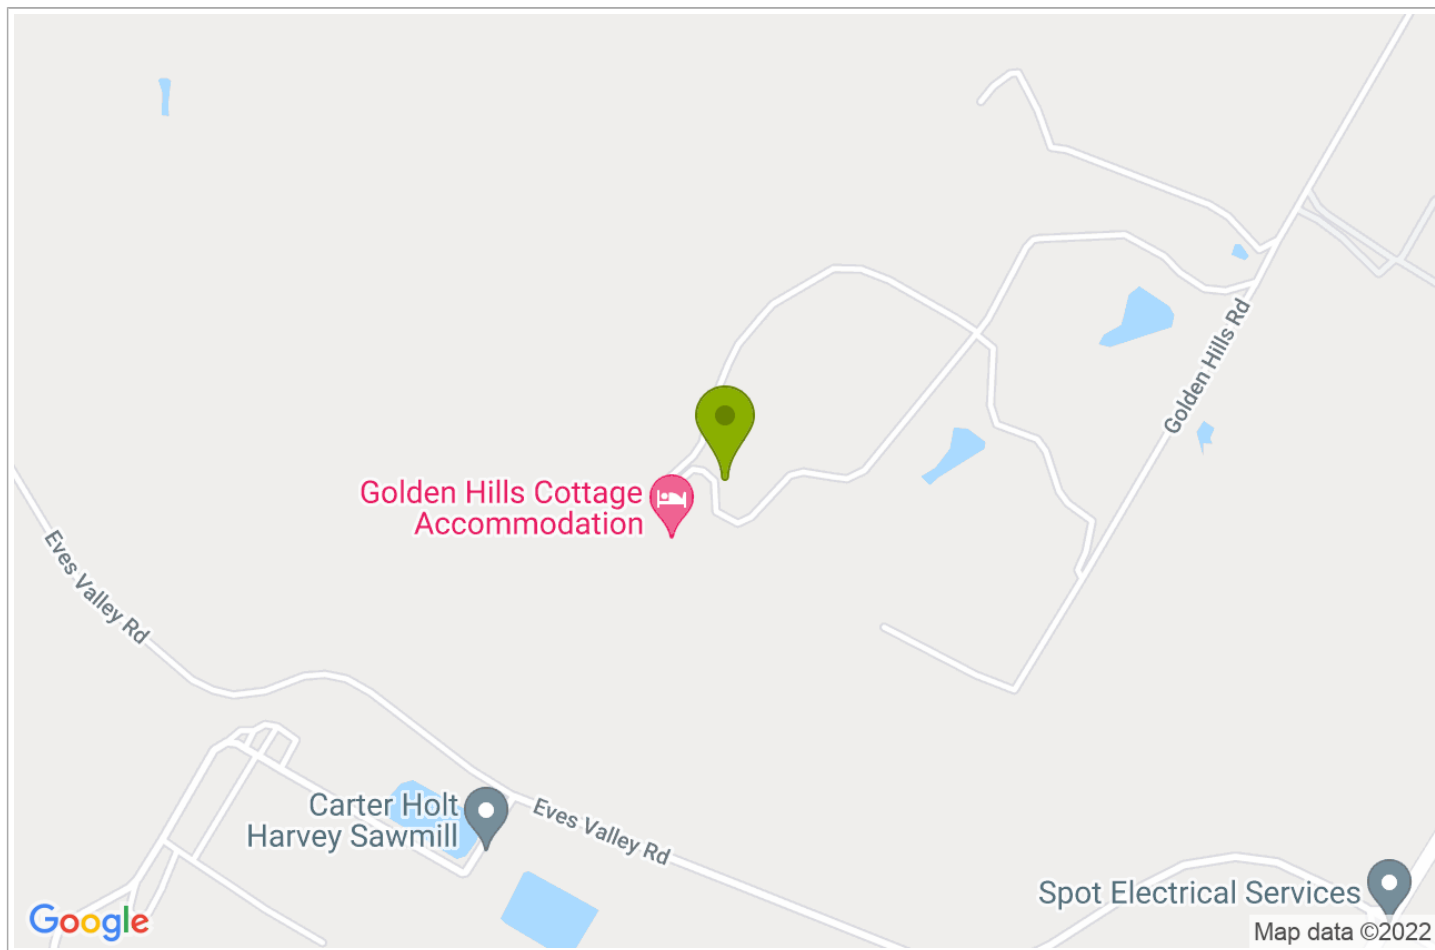 Golden Hills Rd
Golden Hills Cottage
Accommodation
Eves Valley Rd
Carter Holt
Harvey Sawmill
Eves Valley Rd
Spot Electrical Services
Google
Map data ©2022